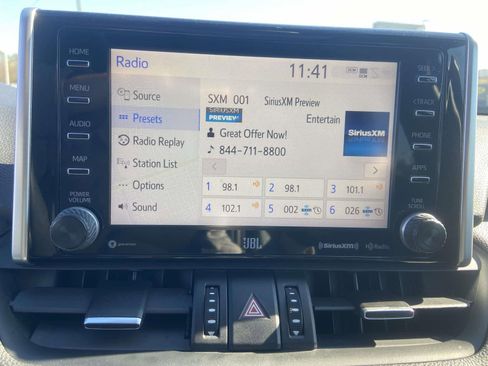 Radio
11:41
HOME
MENU
AUDIO
MAP
POWER
VOLUME
Source
Presets
Radio Replay
Station List
Options
Sound
SXM 001 SiriusXM Preview
SIRIUSXM
PREVIEW
Entertain
Great Offer Now!
844-711-8800
SiriusXM
1 98.1
2 98.1
3 101.1
4 102.1
5 002
6 026
TRACK
PHONE
APPS
TUNE
SCROLL
JBL
SiriusXM
HD Radio